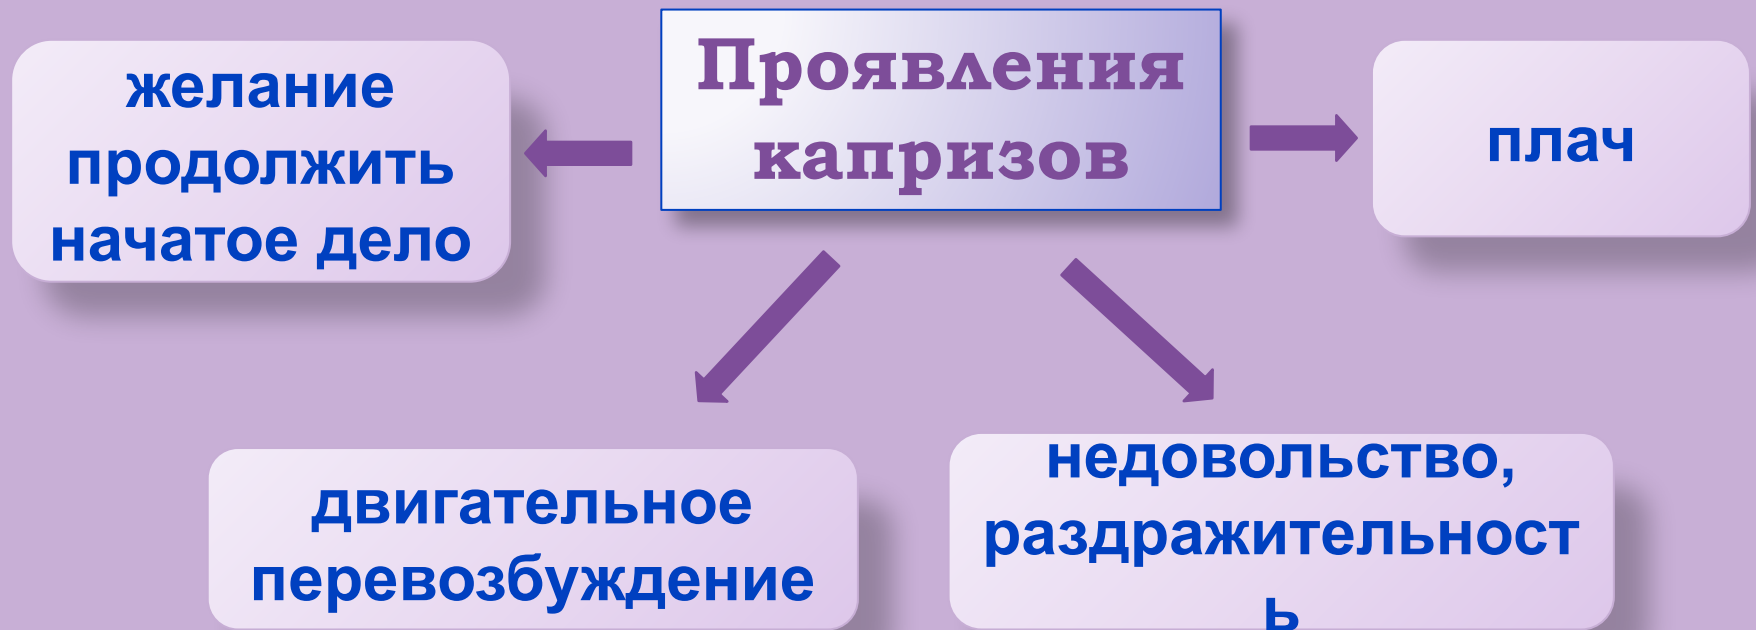 Проявления
капризов
желание
продолжить
начатое дело
плач
двигательное
перевозбуждение
недовольство,
раздражительност
ь